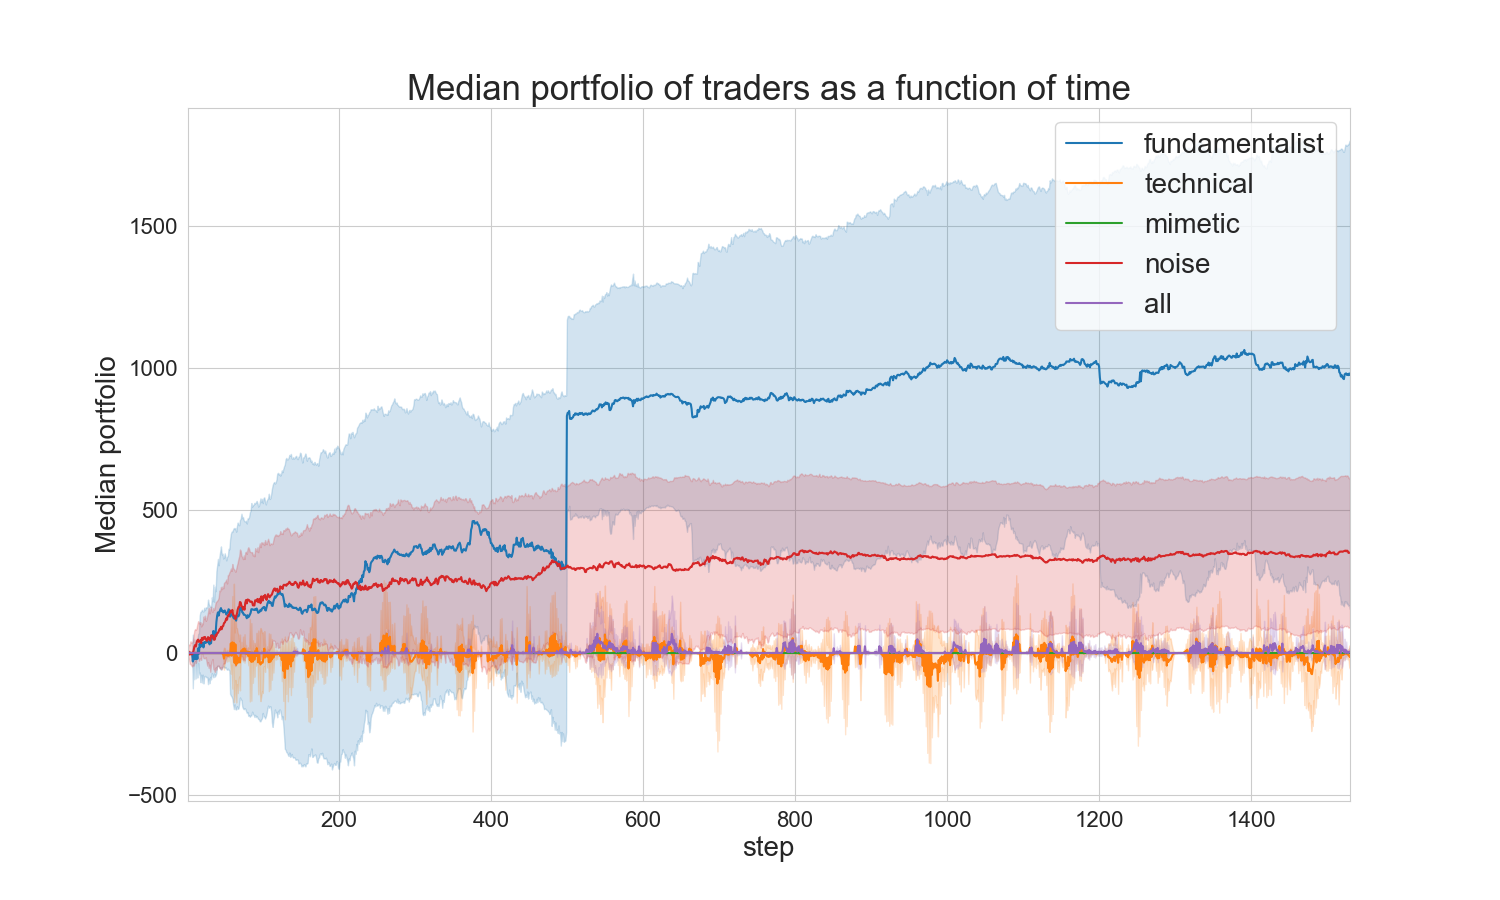 Median portfolio of traders as a function of time
fundamentalist
technical
mimetic
noise
all
Median portfolio
1500
1000
500
0
−500
200 400 600 800 1000 1200 1400
step